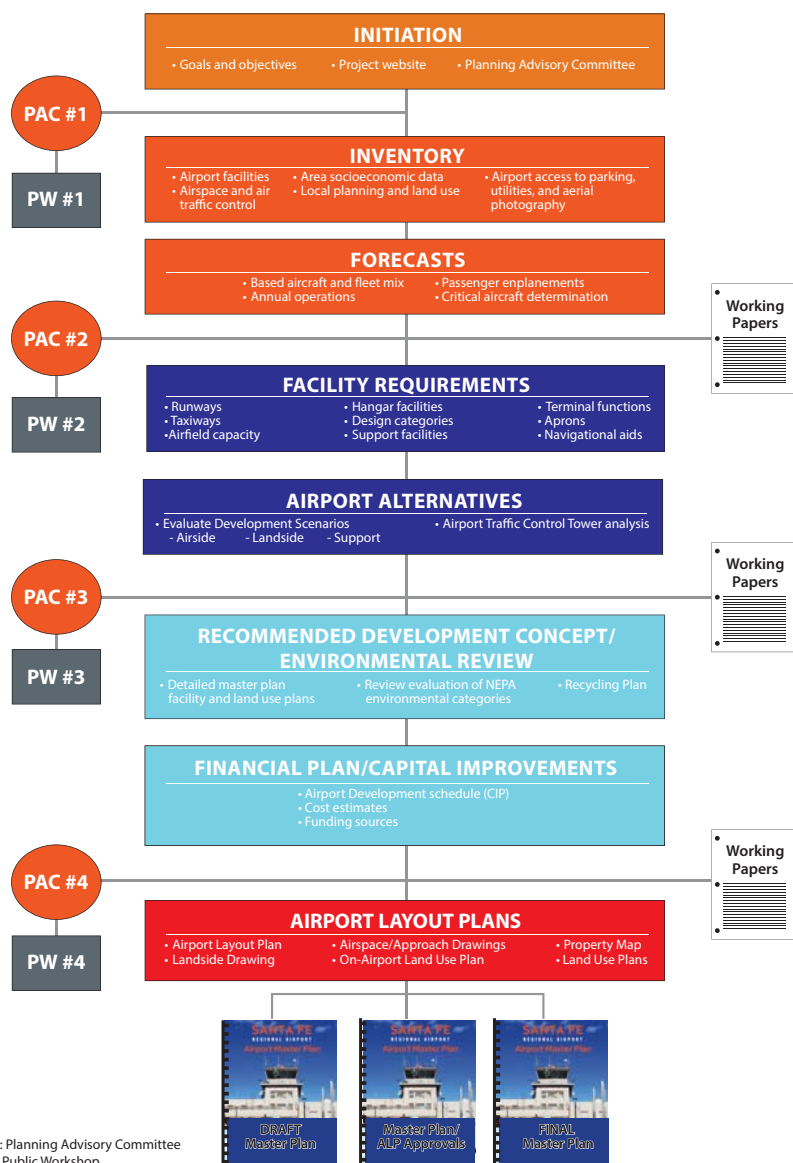 INITIATION
• Goals and objectives • Project website • Planning Advisory Committee
PAC #1
PW #1
INVENTORY
• Airport facilities
• Airspace and air
traffic control
• Area socioeconomic data
• Local planning and land use
• Airport access to parking,
utilities, and aerial
photography
FORECASTS
• Based aircraft and fleet mix
• Annual operations
• Passenger enplanements
• Critical aircraft determination
PAC #2
PW #2
Working
Papers
FACILITY REQUIREMENTS
• Runways
• Taxiways
•Airfield capacity
• Hangar facilities
• Design categories
• Support facilities
• Terminal functions
• Aprons
• Navigational aids
AIRPORT ALTERNATIVES
• Evaluate Development Scenarios
- Airside - Landside - Support
• Airport Traffic Control Tower analysis
PAC #3
PW #3
Working
Papers
RECOMMENDED DEVELOPMENT CONCEPT/
ENVIRONMENTAL REVIEW
• Detailed master plan
facility and land use plans
• Review evaluation of NEPA
environmental categories
• Recycling Plan
FINANCIAL PLAN/CAPITAL IMPROVEMENTS
• Airport Development schedule (CIP)
• Cost estimates
• Funding sources
PAC #4
PW #4
Working
Papers
AIRPORT LAYOUT PLANS
• Airport Layout Plan
• Landside Drawing
• Airspace/Approach Drawings
• On-Airport Land Use Plan
• Property Map
• Land Use Plans
SANTA FE
REGIONAL AIRPORT
Airport Master Plan
DRAFT
Master Plan
SANTA FE
REGIONAL AIRPORT
Airport Master Plan
Master Plan/
ALP Approvals
SANTA FE
REGIONAL AIRPORT
Airport Master Plan
FINAL
Master Plan
: Planning Advisory Committee
Public Workshop